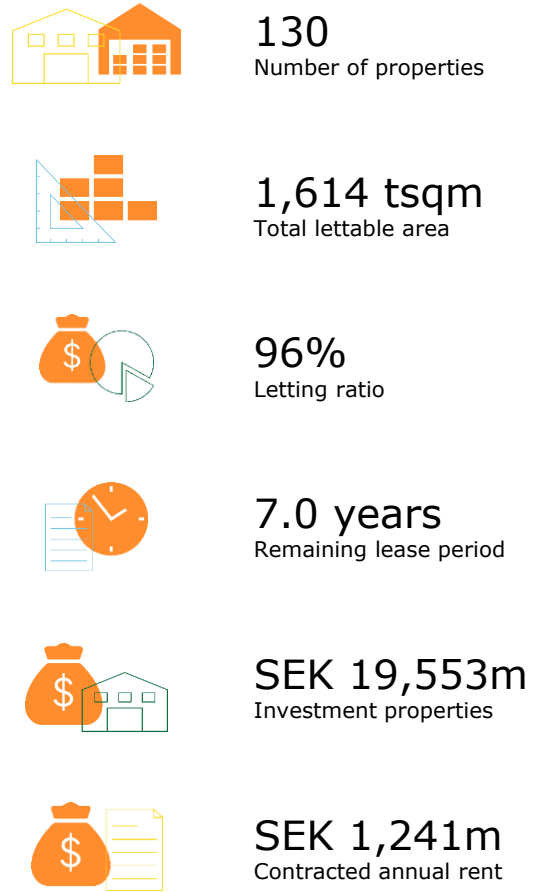 130
Number of properties
1,614 tsqm
Total lettable area
$
96%
Letting ratio
7.0 years
Remaining lease period
$
SEK 19,553m
Investment properties
$
SEK 1,241m
Contracted annual rent